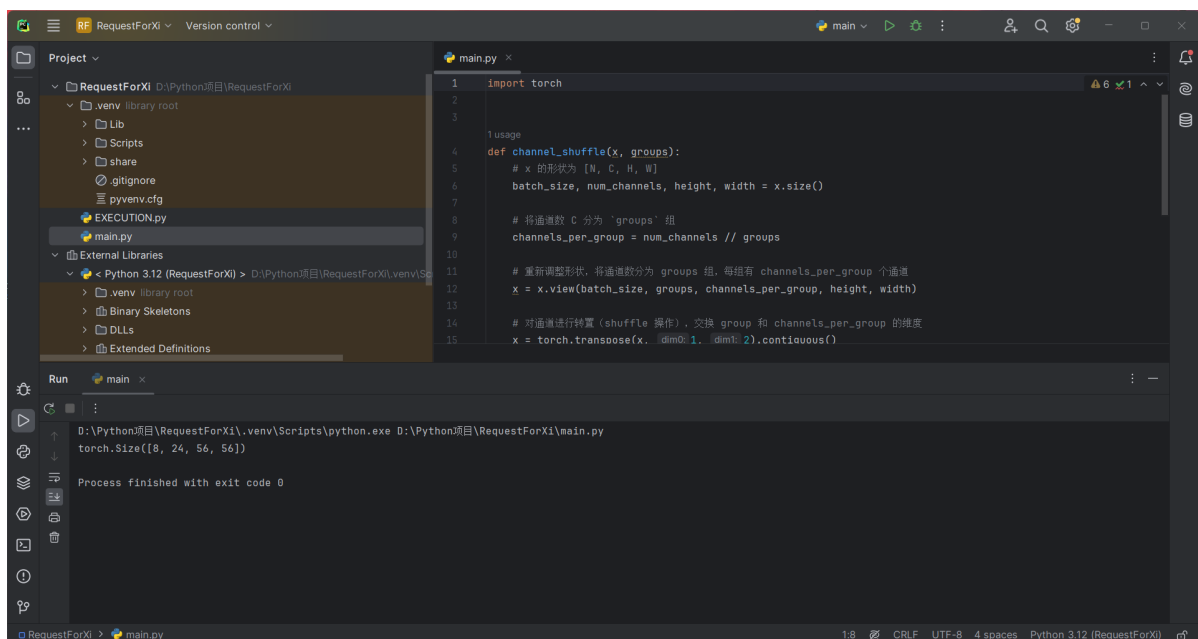 RF RequestForXi Version control main
Project
main.py
RequestForXi D:\Python项目\RequestForXi
.venv library root
Lib
Scripts
share
.gitignore
pyvenv.cfg
EXECUTION.py
main.py
External Libraries
< Python 3.12 (RequestForXi) > D:\Python项目\RequestForXi\.venv\Sc
.venv library root
Binary Skeletons
DLLs
Extended Definitions
6 1
1 import torch
2
3
1 usage
4 def channel_shuffle(x, groups):
5 # x 的形状为 [N, C, H, W]
6 batch_size, num_channels, height, width = x.size()
7
8 # 将通道数 C 分为 `groups` 组
9 channels_per_group = num_channels // groups
10
11 # 重新调整形状，将通道数分为 groups 组，每组有 channels_per_group 个通道
12 x = x.view(batch_size, groups, channels_per_group, height, width)
13
14 # 对通道进行转置（shuffle 操作），交换 group 和 channels_per_group 的维度
15 x = torch.transpose(x, dim0: 1, dim1: 2).contiguous()
Run main
D:\Python项目\RequestForXi\.venv\Scripts\python.exe D:\Python项目\RequestForXi\main.py
torch.Size([8, 24, 56, 56])
Process finished with exit code 0
RequestForXi > main.py 1:8 CRLF UTF-8 4 spaces Python 3.12 (RequestForXi)